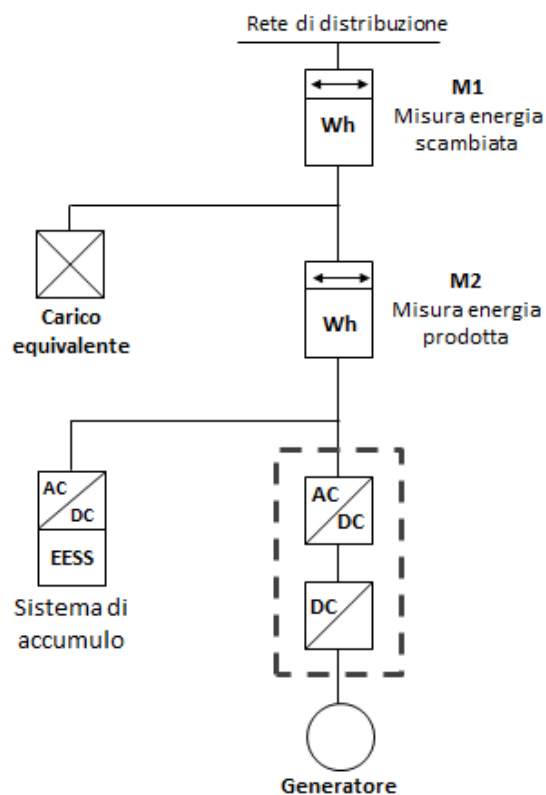 Rete di distribuzione
M1
Misura energia
scambiata
Wh
M2
Misura energia
prodotta
Wh
Carico
equivalente
AC
DC
EESS
Sistema di
accumulo
AC
DC
DC
Generatore